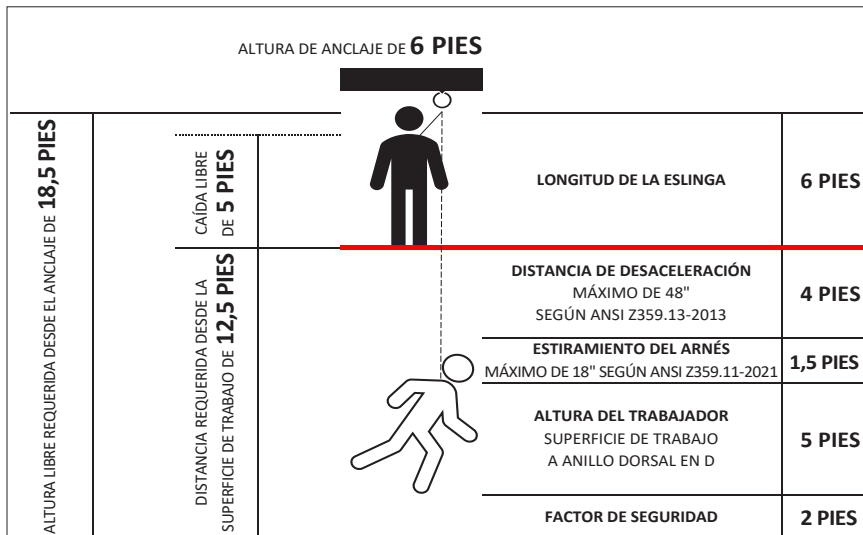 ALTURA DE ANCLAJE DE 6 PIES
ALTURA LIBRE REQUERIDA DESDE EL ANCLAJE DE 18,5 PIES
CAÍDA LIBRE
DE 5 PIES
DISTANCIA REQUERIDA DESDE LA
SUPERFICIE DE TRABAJO DE 12,5 PIES
LONGITUD DE LA ESLINGA
6 PIES
DISTANCIA DE DESACELERACIÓN
MÁXIMO DE 48"
SEGÚN ANSI Z359.13-2013
4 PIES
ESTIRAMIENTO DEL ARNÉS
MÁXIMO DE 18" SEGÚN ANSI Z359.11-2021
1,5 PIES
ALTURA DEL TRABAJADOR
SUPERFICIE DE TRABAJO
A ANILLO DORSAL EN D
5 PIES
FACTOR DE SEGURIDAD
2 PIES